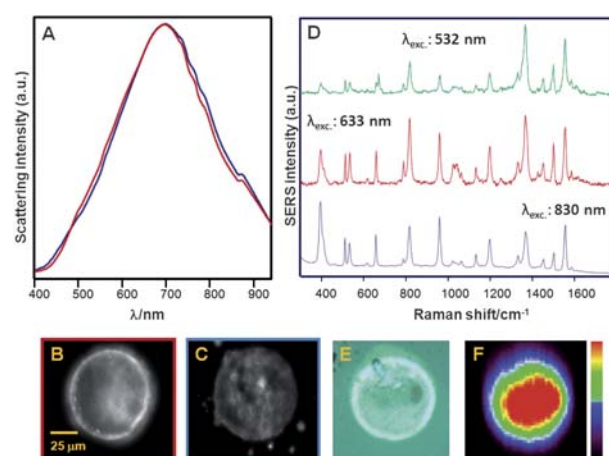 A
Scattering intensity (a.u.)
400 500 600 700 800 900
λ/nm
D
λexc.: 532 nm
λexc.: 633 nm
λexc.: 830 nm
SERS intensity (a.u.)
400 600 800 1000 1200 1400 1600
Raman shift/cm⁻¹
B
25 μm
C
E
F